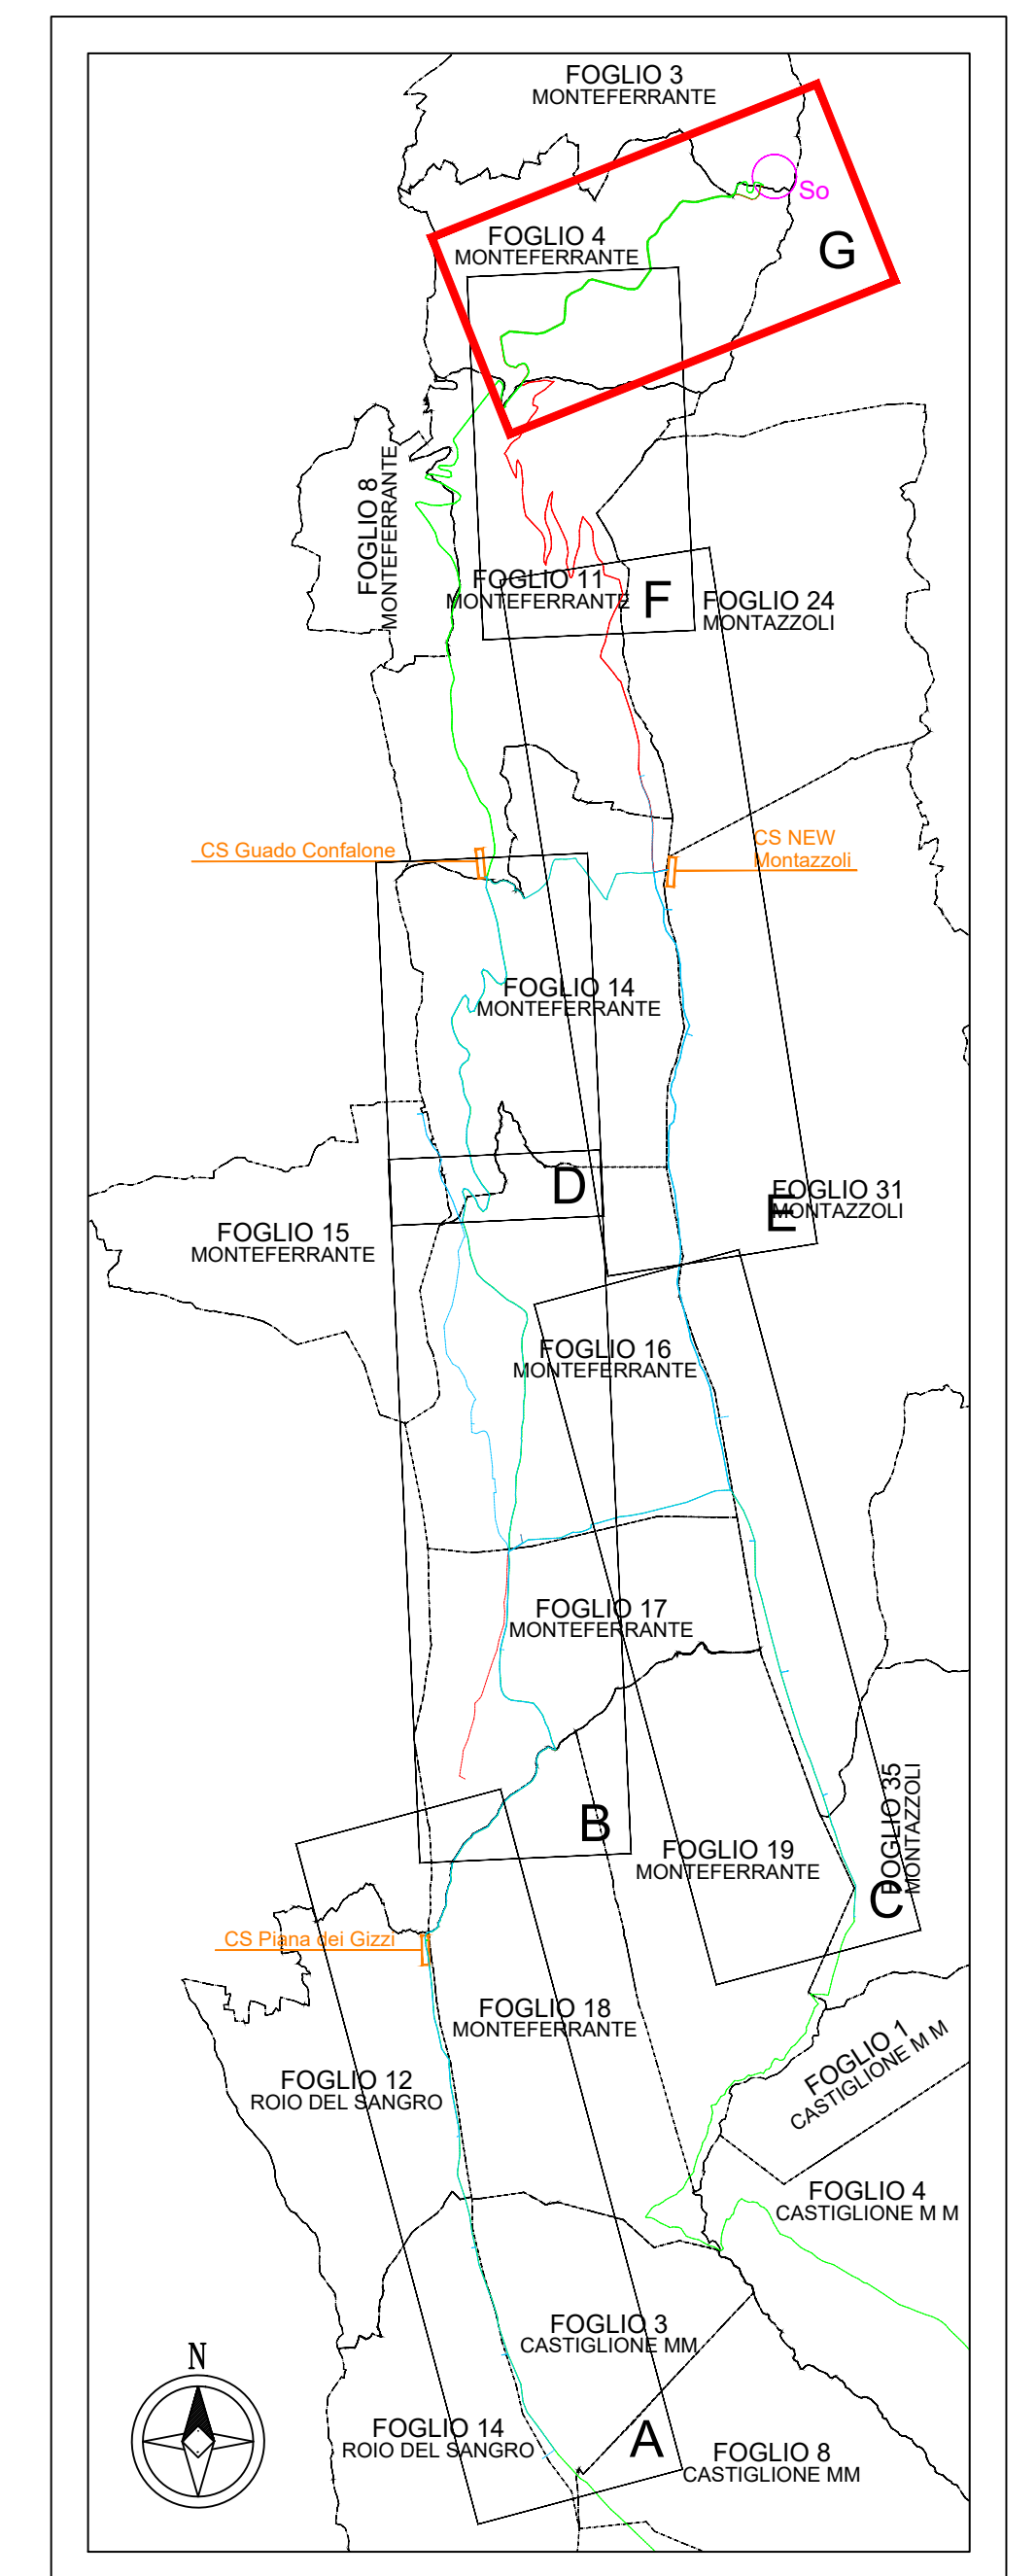 FOGLIO 3
MONTEFERRANTE
So
G
FOGLIO 4
MONTEFERRANTE
FOGLIO 8
MONTEFERRANTE
FOGLIO 11
MONTEFERRANTE
F
FOGLIO 24
MONTAZZOLI
CS Guado Confalone
CS NEW
Montazzoli
FOGLIO 14
MONTEFERRANTE
D
FOGLIO 31
MONTAZZOLI
E
FOGLIO 15
MONTEFERRANTE
FOGLIO 16
MONTEFERRANTE
FOGLIO 17
MONTEFERRANTE
B
FOGLIO 19
MONTEFERRANTE
FOGLIO 35
MONTAZZOLI
C
CS Piana dei Gizzi
FOGLIO 18
MONTEFERRANTE
FOGLIO 12
ROIO DEL SANGRO
FOGLIO 1
CASTIGLIONE M M
FOGLIO 4
CASTIGLIONE M M
FOGLIO 3
CASTIGLIONE MM
N
FOGLIO 14
ROIO DEL SANGRO
A
FOGLIO 8
CASTIGLIONE MM